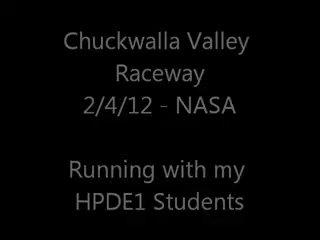 Chuckwalla Valley
Raceway
2/4/12 - NASA
Running with my
HPDE1 Students